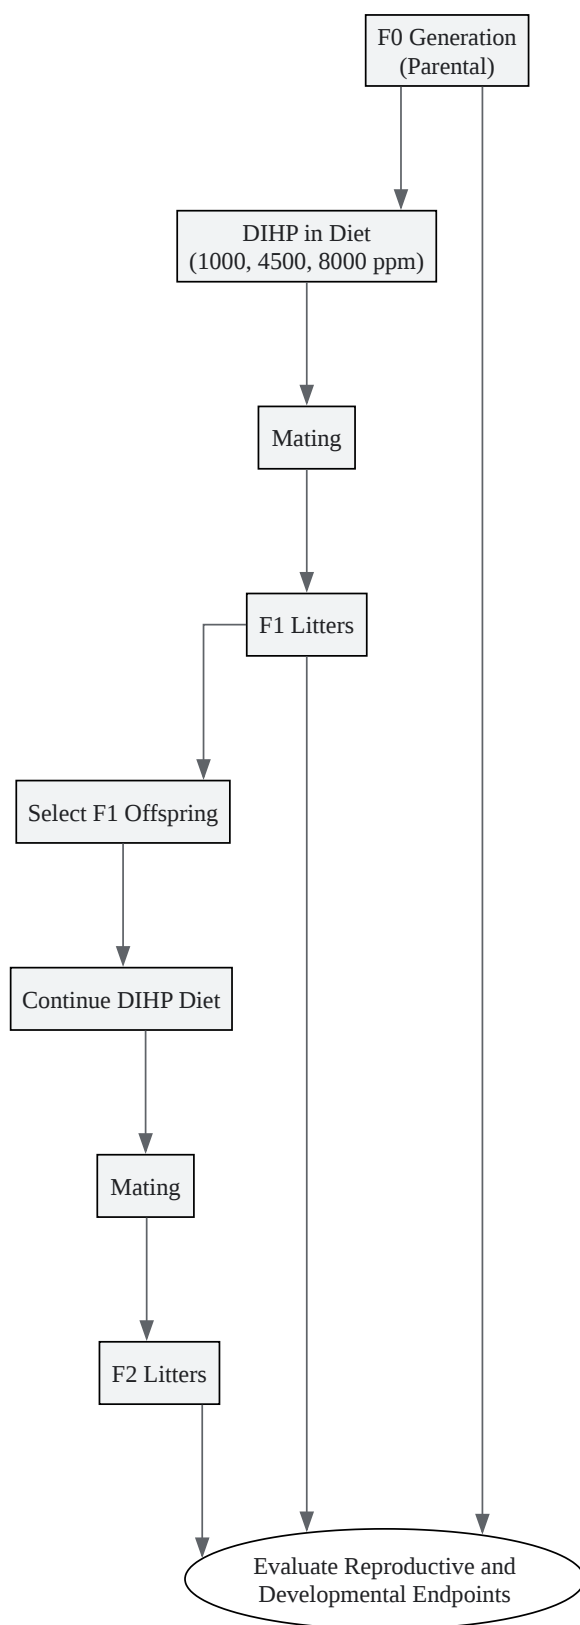 F0 Generation
(Parental)
DIHP in Diet
(1000, 4500, 8000 ppm)
Mating
F1 Litters
Select F1 Offspring
Continue DIHP Diet
Mating
F2 Litters
Evaluate Reproductive and
Developmental Endpoints